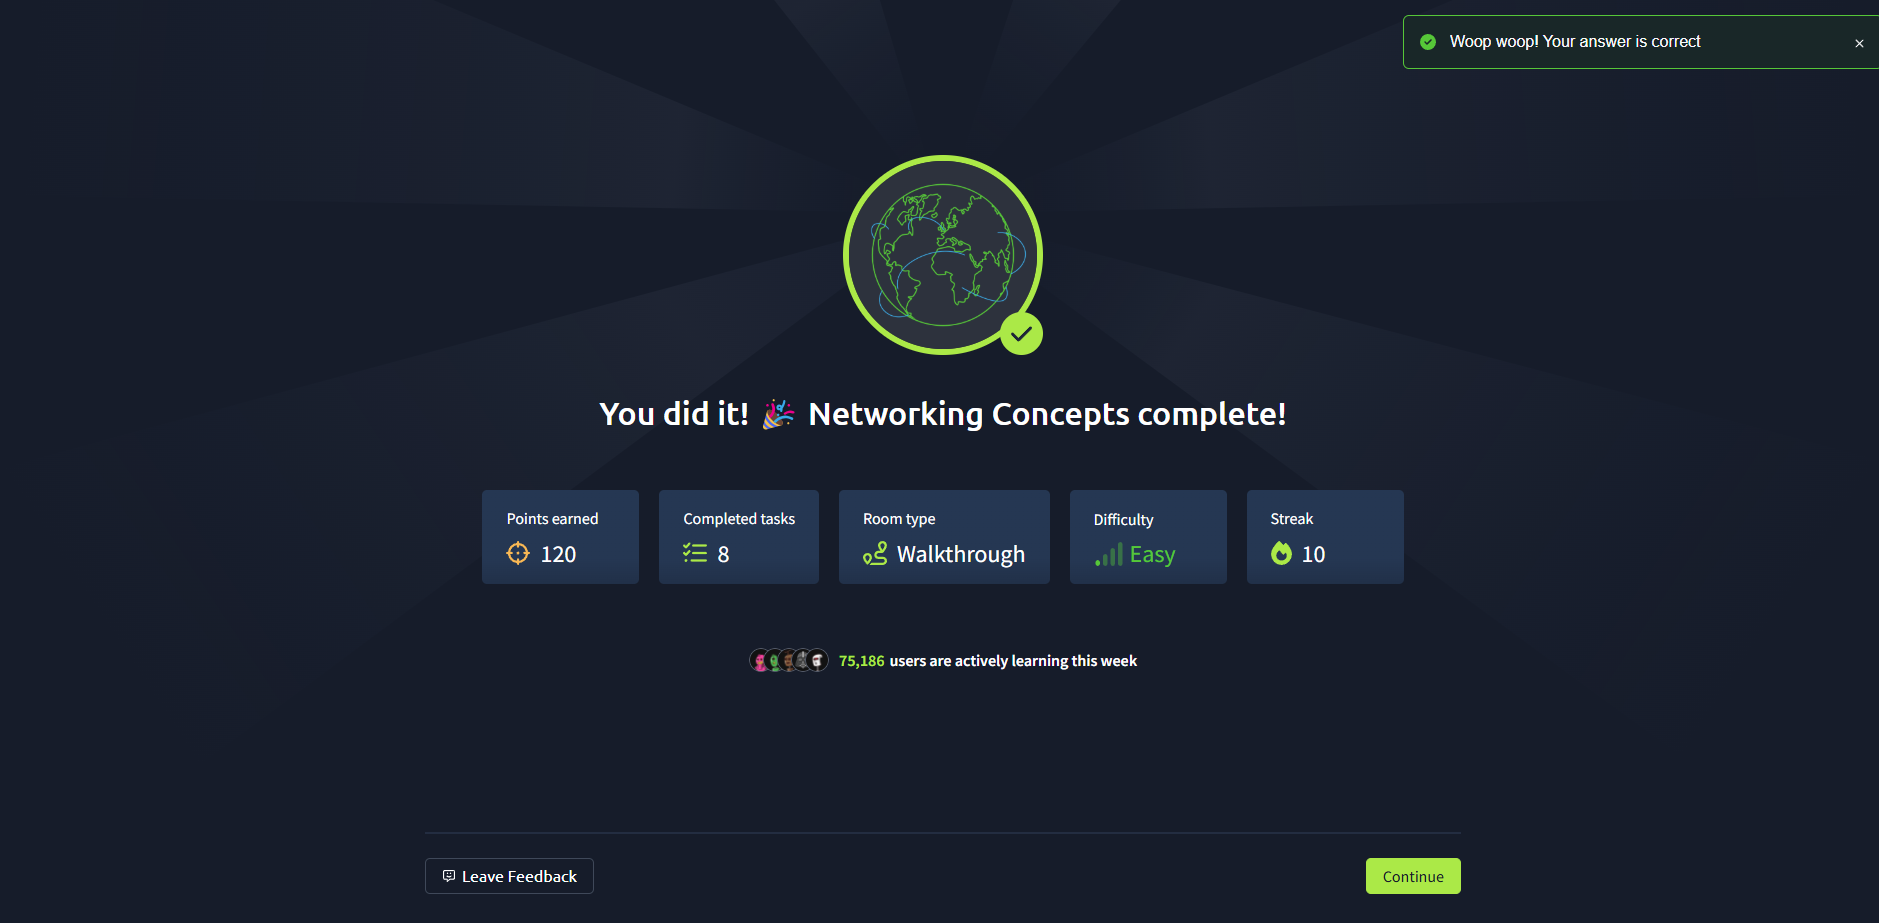 Woop woop! Your answer is correct
You did it! 🎉 Networking Concepts complete!
Points earned
120
Completed tasks
8
Room type
Walkthrough
Difficulty
Easy
Streak
10
75,186 users are actively learning this week
Leave Feedback
Continue